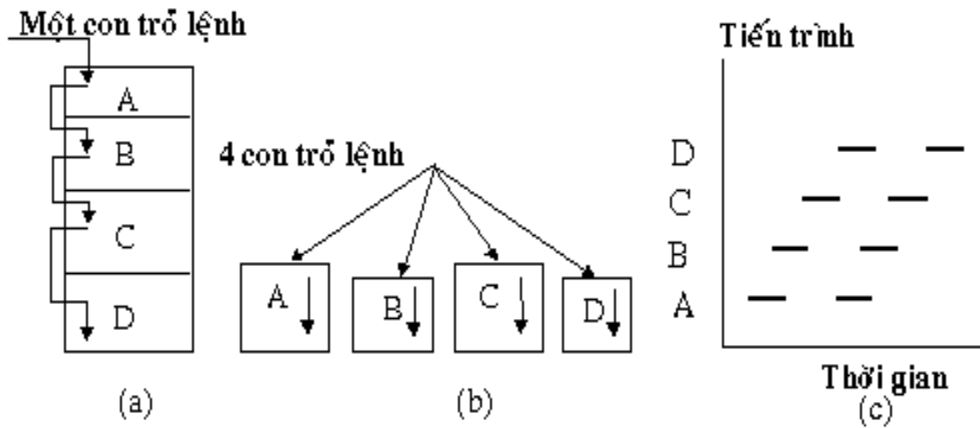 Một con trỏ lệnh
A
B
C
D
(a)
4 con trỏ lệnh
A
B
C
D
(b)
Tiến trình
D
C
B
A
Thời gian
(c)